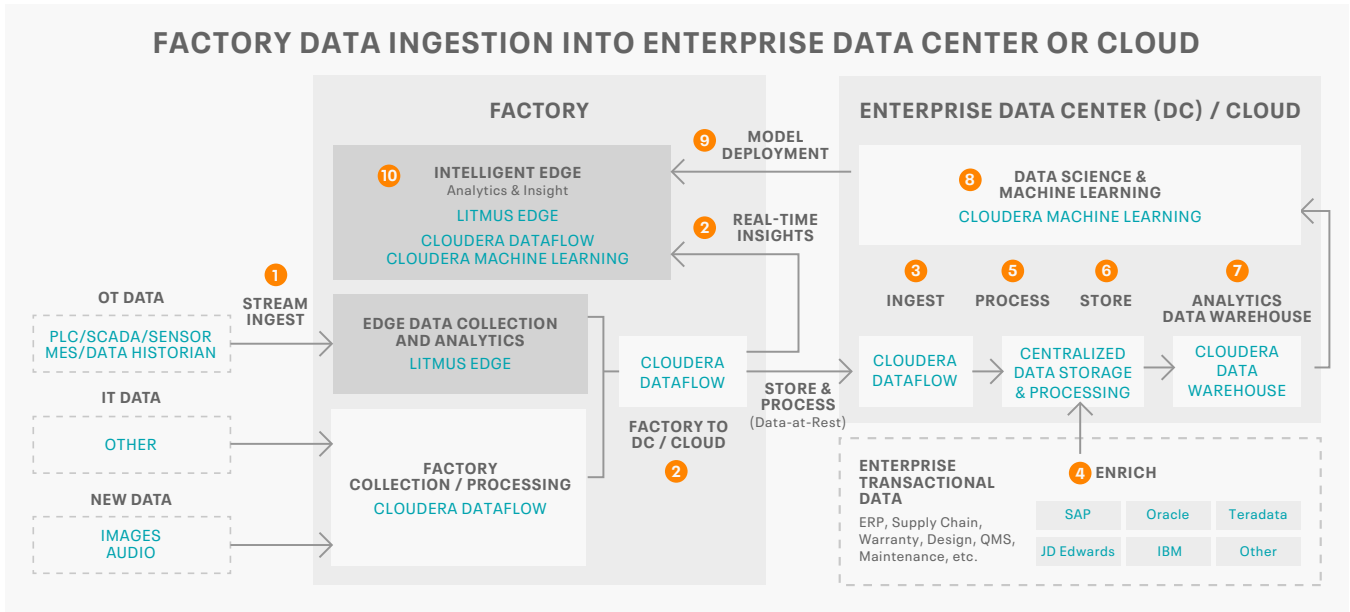 FACTORY DATA INGESTION INTO ENTERPRISE DATA CENTER OR CLOUD
OT DATA
PLC/SCADA/SENSOR
MES/DATA HISTORIAN
IT DATA
OTHER
NEW DATA
IMAGES
AUDIO
1
STREAM
INGEST
FACTORY
10
INTELLIGENT EDGE
Analytics & Insight
LITMUS EDGE
CLOUDERA DATAFLOW
CLOUDERA MACHINE LEARNING
EDGE DATA COLLECTION
AND ANALYTICS
LITMUS EDGE
FACTORY
COLLECTION / PROCESSING
CLOUDERA DATAFLOW
CLOUDERA
DATAFLOW
FACTORY TO
DC / CLOUD
2
9
MODEL
DEPLOYMENT
2
REAL-TIME
INSIGHTS
STORE &
PROCESS
(Data-at-Rest)
ENTERPRISE DATA CENTER (DC) / CLOUD
8
DATA SCIENCE &
MACHINE LEARNING
CLOUDERA MACHINE LEARNING
3
INGEST
5
PROCESS
6
STORE
7
ANALYTICS
DATA WAREHOUSE
CLOUDERA
DATAFLOW
CENTRALIZED
DATA STORAGE
& PROCESSING
CLOUDERA
DATA
WAREHOUSE
ENTERPRISE
TRANSACTIONAL
DATA
ERP, Supply Chain,
Warranty, Design, QMS,
Maintenance, etc.
4 ENRICH
SAP
Oracle
Teradata
JD Edwards
IBM
Other